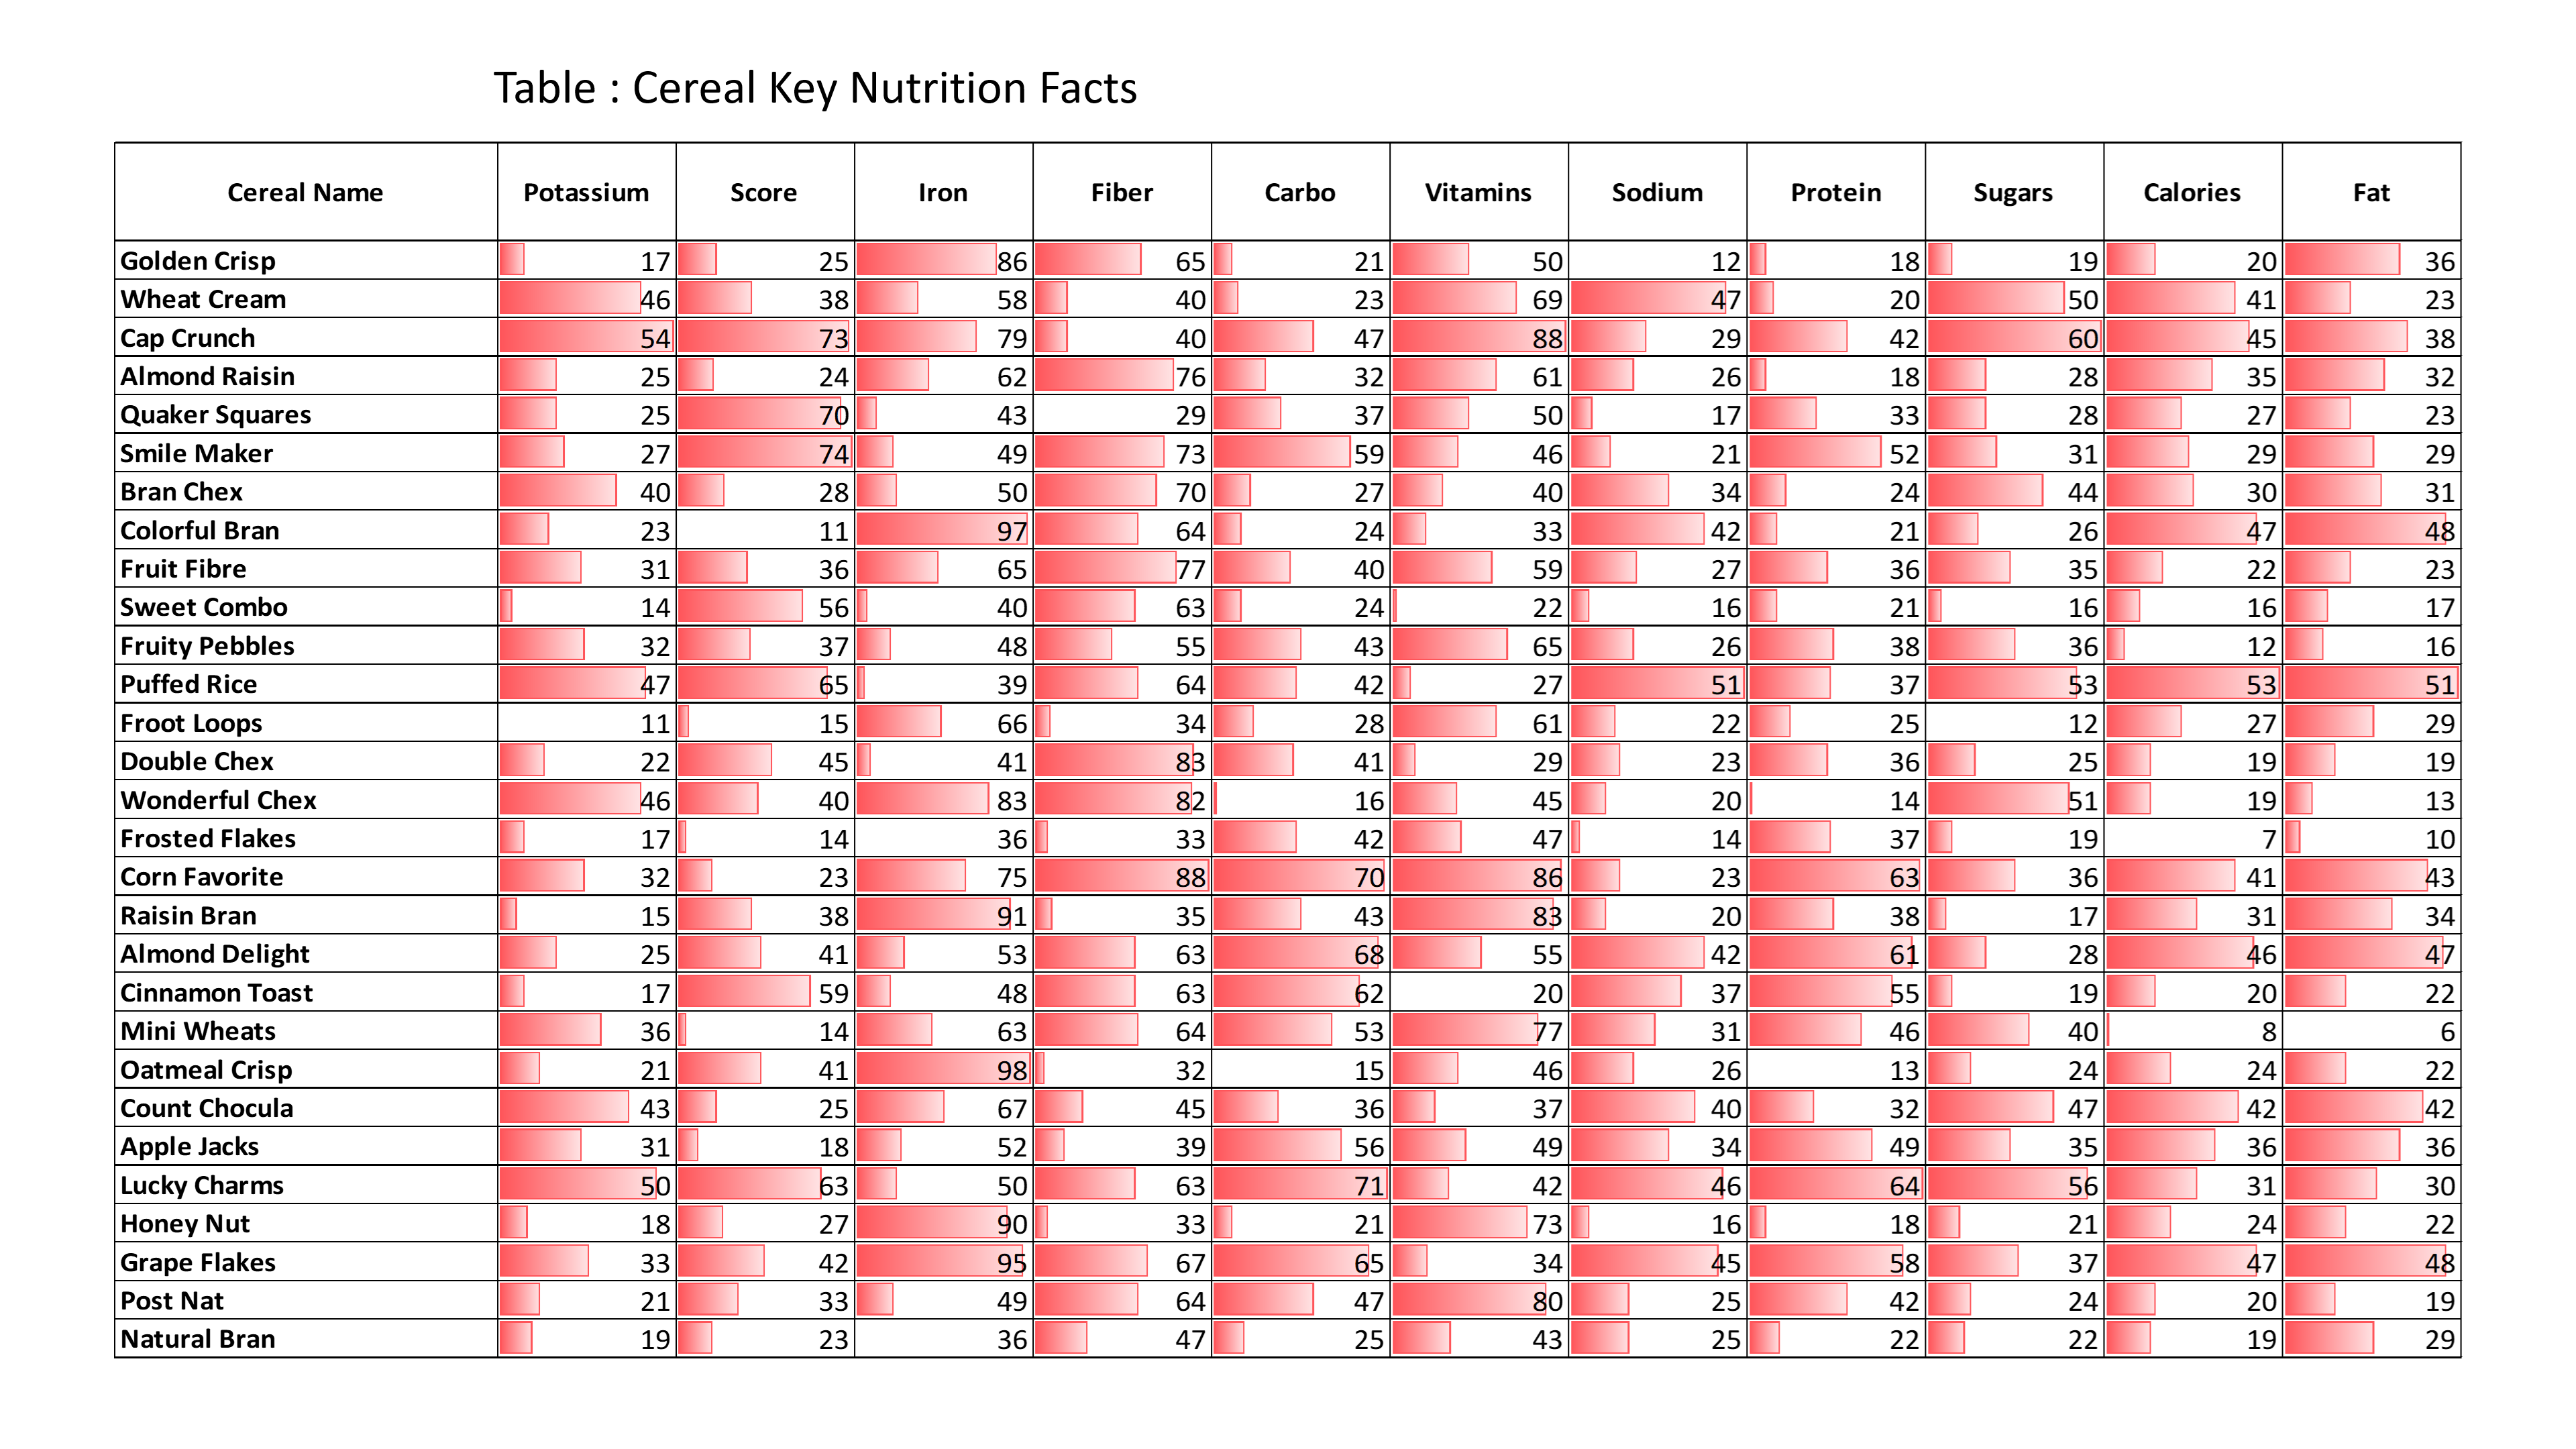 Table : Cereal Key Nutrition Facts
Cereal Name Potassium Score Iron Fiber Carbo Vitamins Sodium Protein Sugars Calories Fat
Golden Crisp 17 25 86 65 21 50 12 18 19 20 36
Wheat Cream 46 38 58 40 23 69 47 20 50 41 23
Cap Crunch 54 73 79 40 47 88 29 42 60 45 38
Almond Raisin 25 24 62 76 32 61 26 18 28 35 32
Quaker Squares 25 70 43 29 37 50 17 33 28 27 23
Smile Maker 27 74 49 73 59 46 21 52 31 29 29
Bran Chex 40 28 50 70 27 40 34 24 44 30 31
Colorful Bran 23 11 97 64 24 33 42 21 26 47 48
Fruit Fibre 31 36 65 77 40 59 27 36 35 22 23
Sweet Combo 14 56 40 63 24 22 16 21 16 16 17
Fruity Pebbles 32 37 48 55 43 65 26 38 36 12 16
Puffed Rice 47 65 39 64 42 27 51 37 53 53 51
Froot Loops 11 15 66 34 28 61 22 25 12 27 29
Double Chex 22 45 41 83 41 29 23 36 25 19 19
Wonderful Chex 46 40 83 82 16 45 20 14 51 19 13
Frosted Flakes 17 14 36 33 42 47 14 37 19 7 10
Corn Favorite 32 23 75 88 70 86 23 63 36 41 43
Raisin Bran 15 38 91 35 43 83 20 38 17 31 34
Almond Delight 25 41 53 63 68 55 42 61 28 46 47
Cinnamon Toast 17 59 48 63 62 20 37 55 19 20 22
Mini Wheats 36 14 63 64 53 77 31 46 40 8 6
Oatmeal Crisp 21 41 98 32 15 46 26 13 24 24 22
Count Chocula 43 25 67 45 36 37 40 32 47 42 42
Apple Jacks 31 18 52 39 56 49 34 49 35 36 36
Lucky Charms 50 63 50 63 71 42 46 64 56 31 30
Honey Nut 18 27 90 33 21 73 16 18 21 24 22
Grape Flakes 33 42 95 67 65 34 45 58 37 47 48
Post Nat 21 33 49 64 47 80 25 42 24 20 19
Natural Bran 19 23 36 47 25 43 25 22 22 19 29